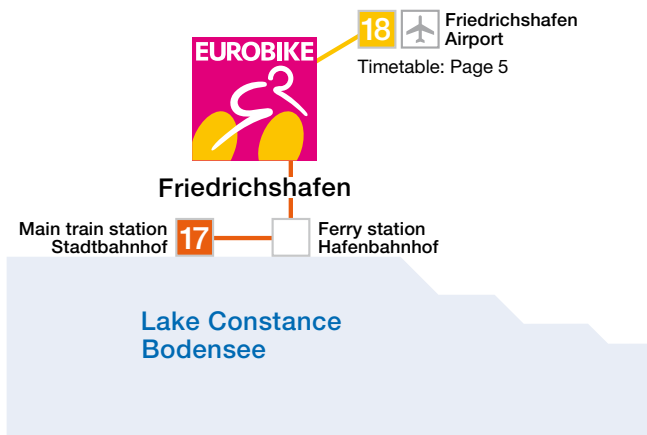 18
Friedrichshafen
Airport
Timetable: Page 5
EUROBIKE
Friedrichshafen
Main train station
Stadtbahnhof
17
Ferry station
Hafenbahnhof
Lake Constance
Bodensee